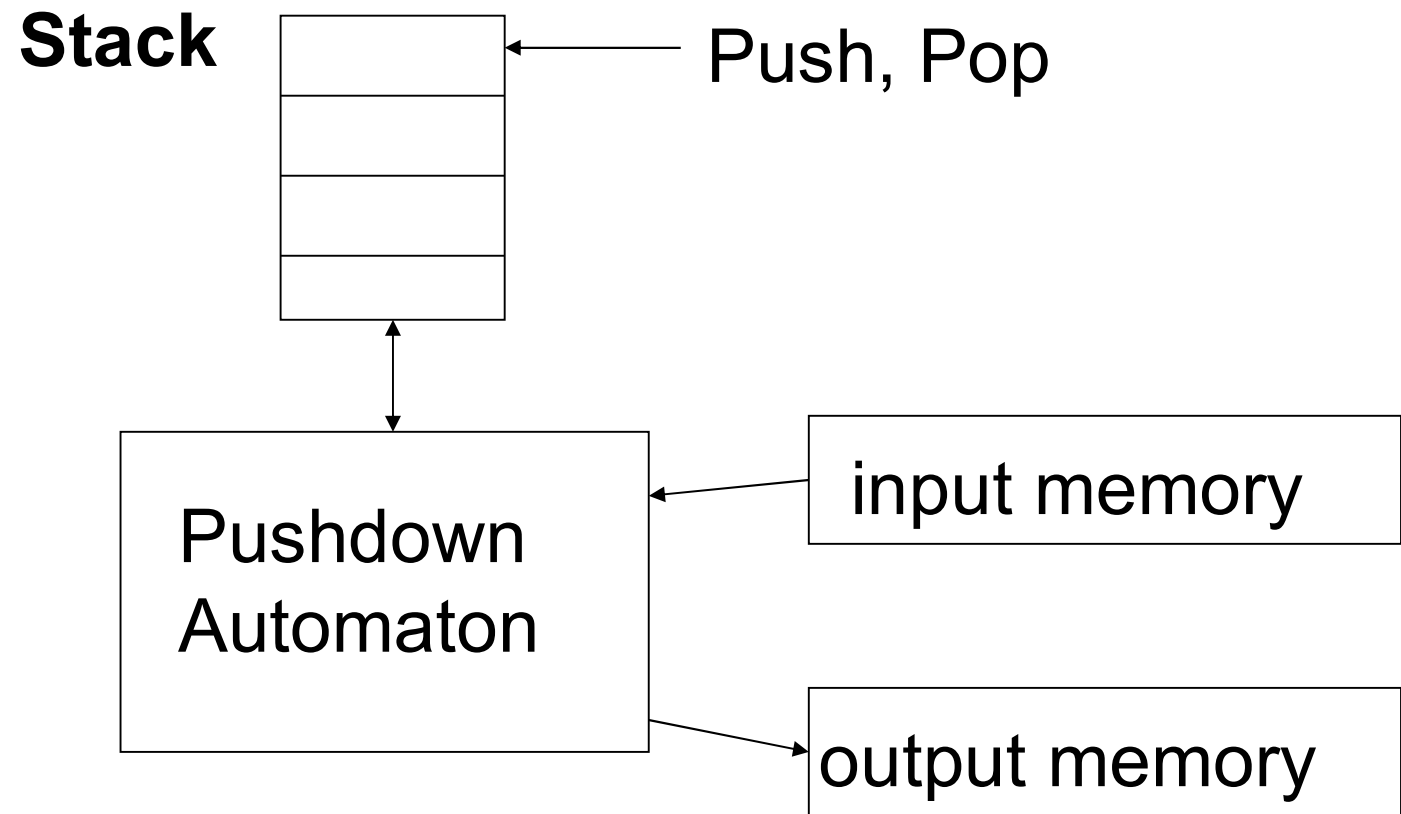 Stack
Push, Pop
Pushdown
Automaton
input memory
output memory